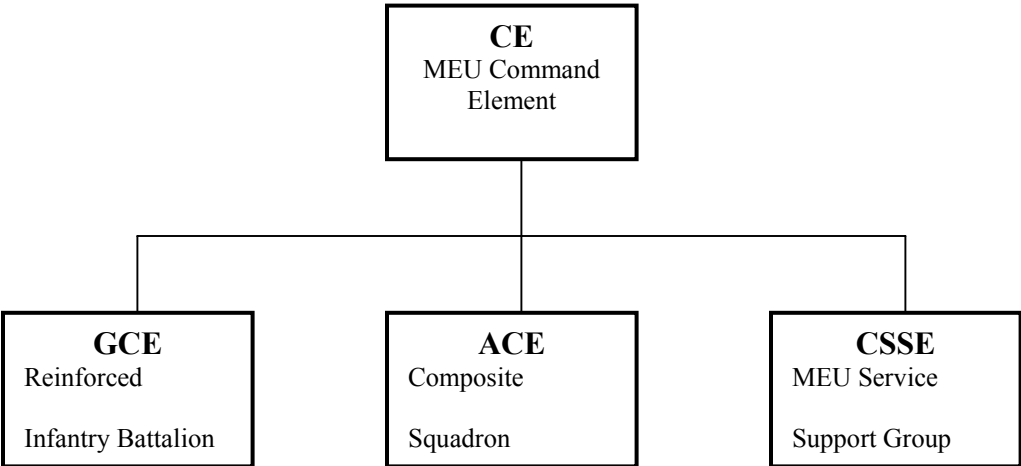 CE
MEU Command
Element
GCE
Reinforced
Infantry Battalion
ACE
Composite
Squadron
CSSE
MEU Service
Support Group